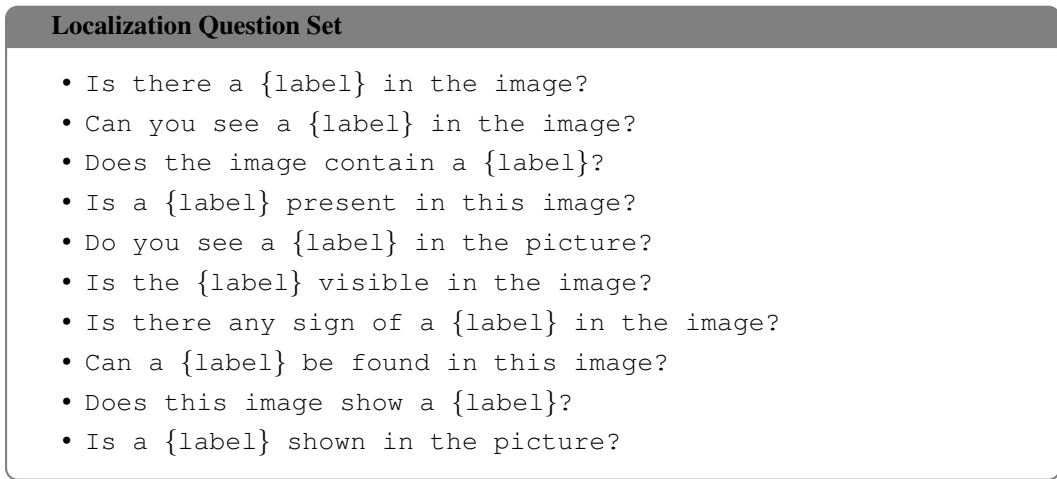 Localization Question Set
• Is there a {label} in the image?
• Can you see a {label} in the image?
• Does the image contain a {label}?
• Is a {label} present in this image?
• Do you see a {label} in the picture?
• Is the {label} visible in the image?
• Is there any sign of a {label} in the image?
• Can a {label} be found in this image?
• Does this image show a {label}?
• Is a {label} shown in the picture?